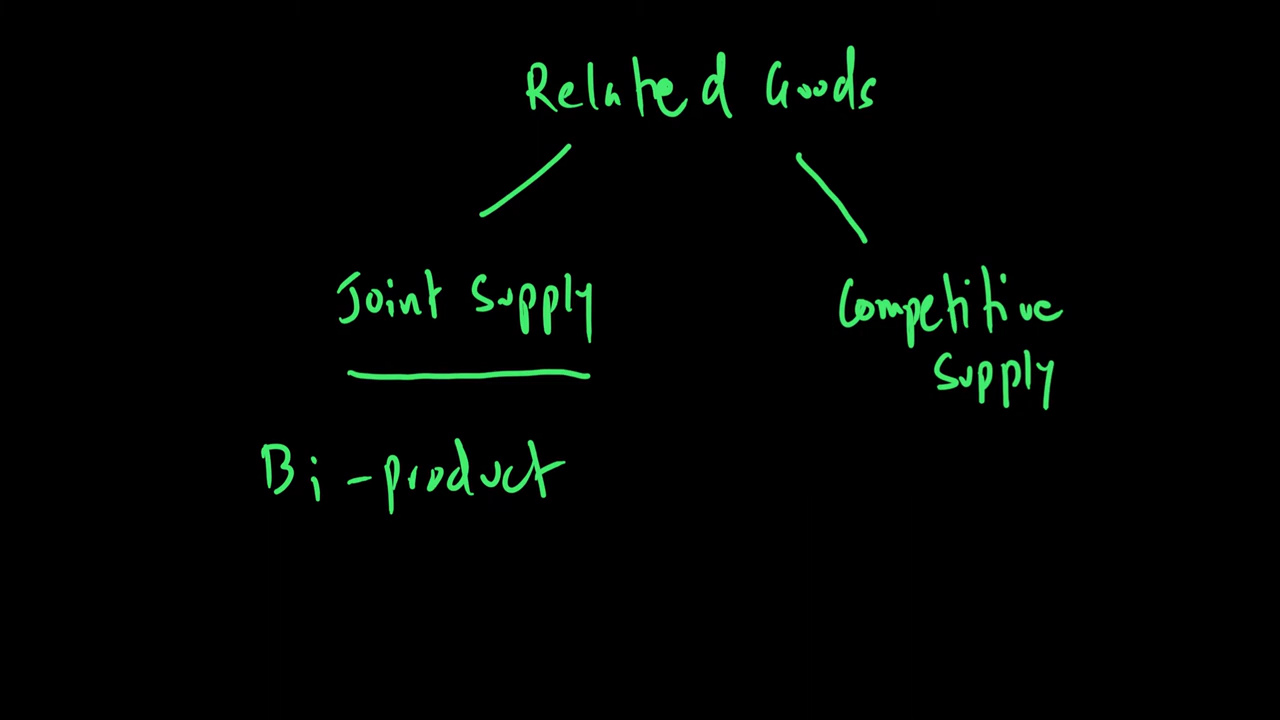 Related Goods
Joint Supply
Competitive
Supply
Bi-product